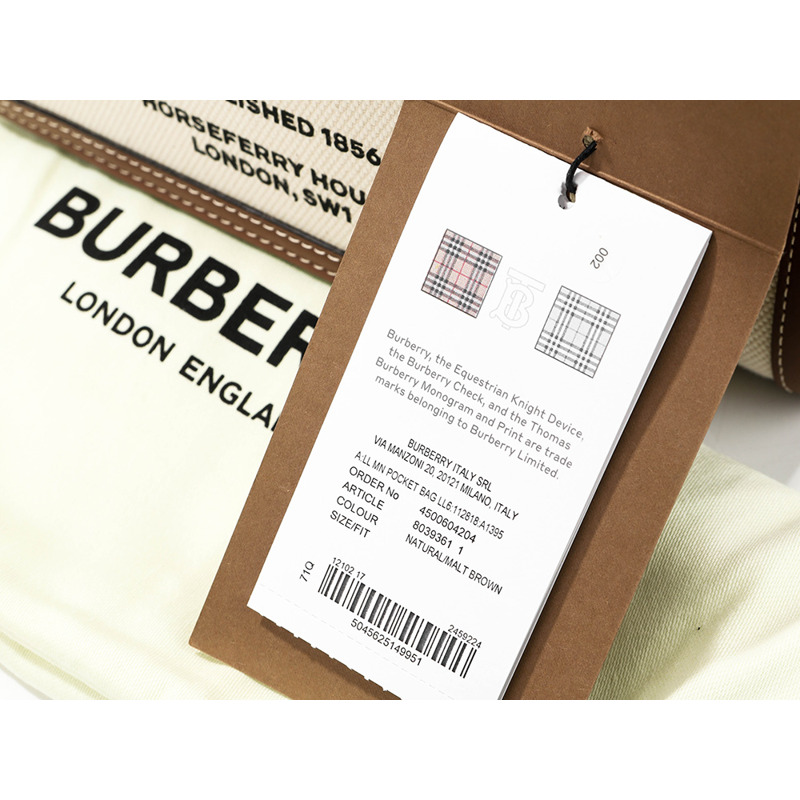 LISHED 1856
HORSEFERRY HOU
LONDON, SW1
BURBER
LONDON ENGLA
002
TB
Burberry, the Equestrian Knight Device,
the Burberry Check, and the Thomas
Burberry Monogram and Print are trade
marks belonging to Burberry Limited.
BURBERRY ITALY SRL
VIA MANZONI 20, 20121 MILANO, ITALY
A:LL MN POCKET BAG LL6:112818.A1395
ORDER No 4500604204
ARTICLE 8039361 1
COLOUR NATURAL/MALT BROWN
SIZE/FIT
71Q
12102 17
2459224
5045625149951